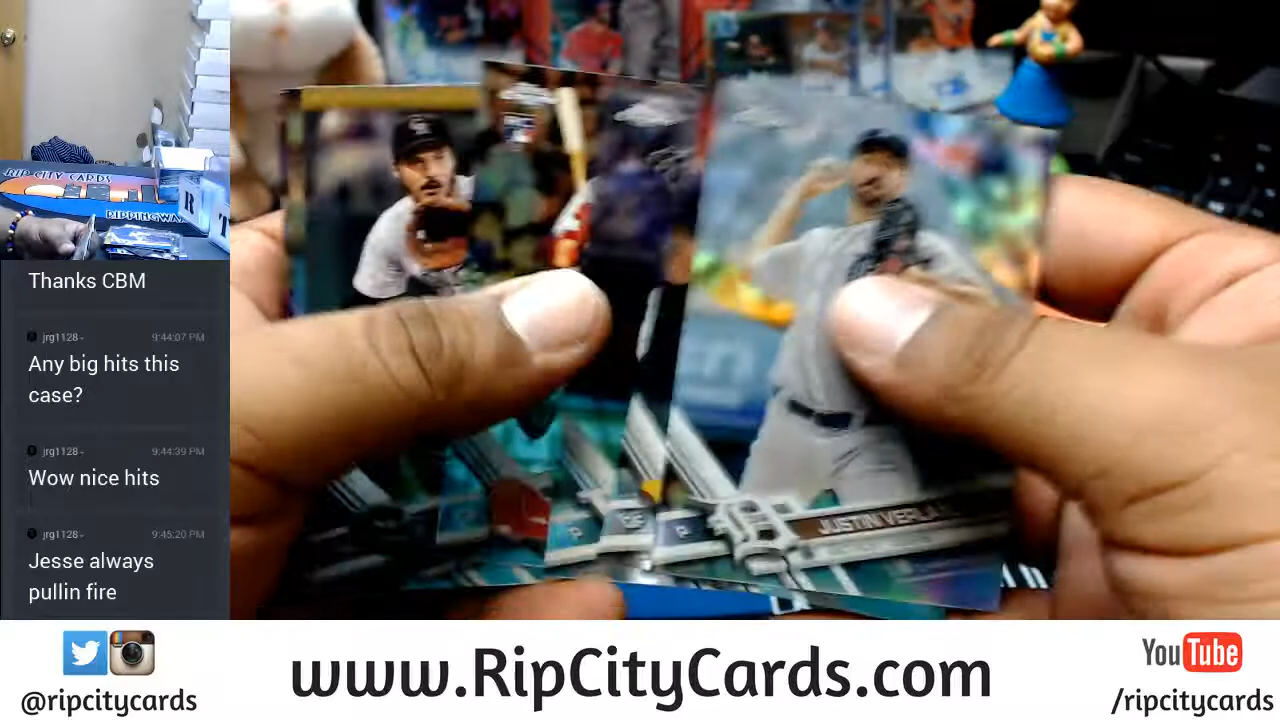 RIP CITY CARDS
R
Thanks CBM
jrg1128
9:44:07 PM
Any big hits this
case?
jrg1128
9:44:39 PM
Wow nice hits
jrg1128
9:45:20 PM
Jesse always
pullin fire
RC
P
P
JUSTIN
@ripcitycards
www.RipCityCards.com
YouTube
/ripcitycards